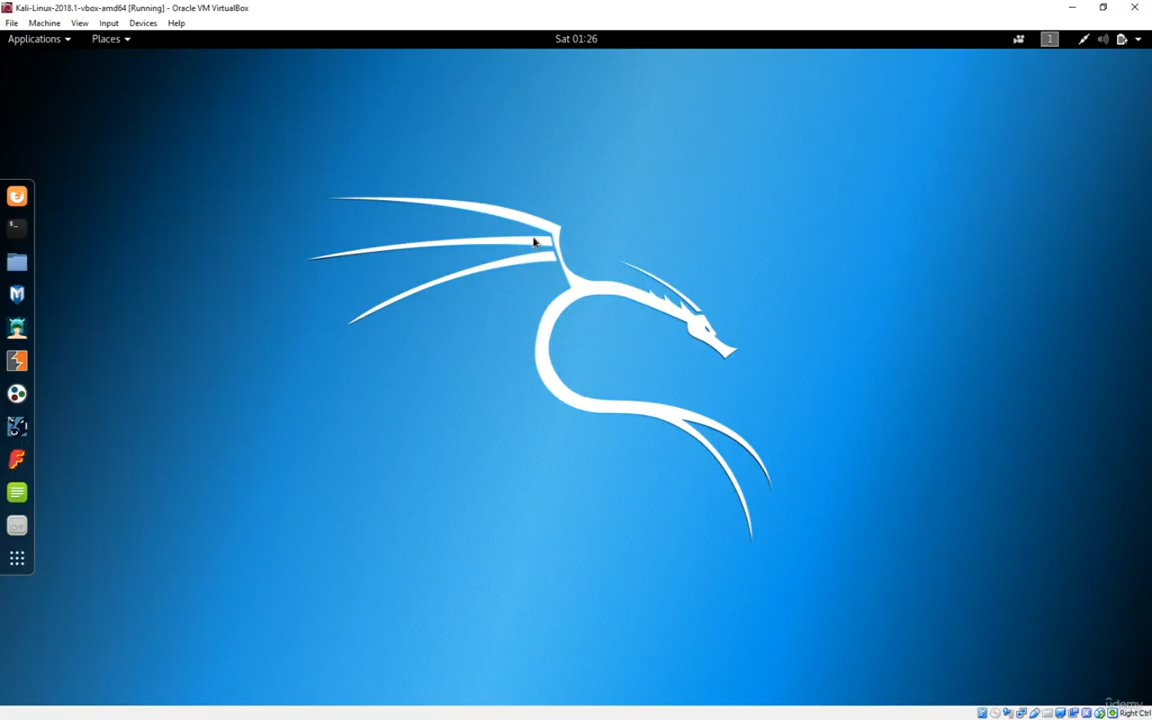 Kali-Linux-2018.1-vbox-amd64 [Running] - Oracle VM VirtualBox
File Machine View Input Devices Help
Applications Places Sat 01:26 1
Right Ctrl